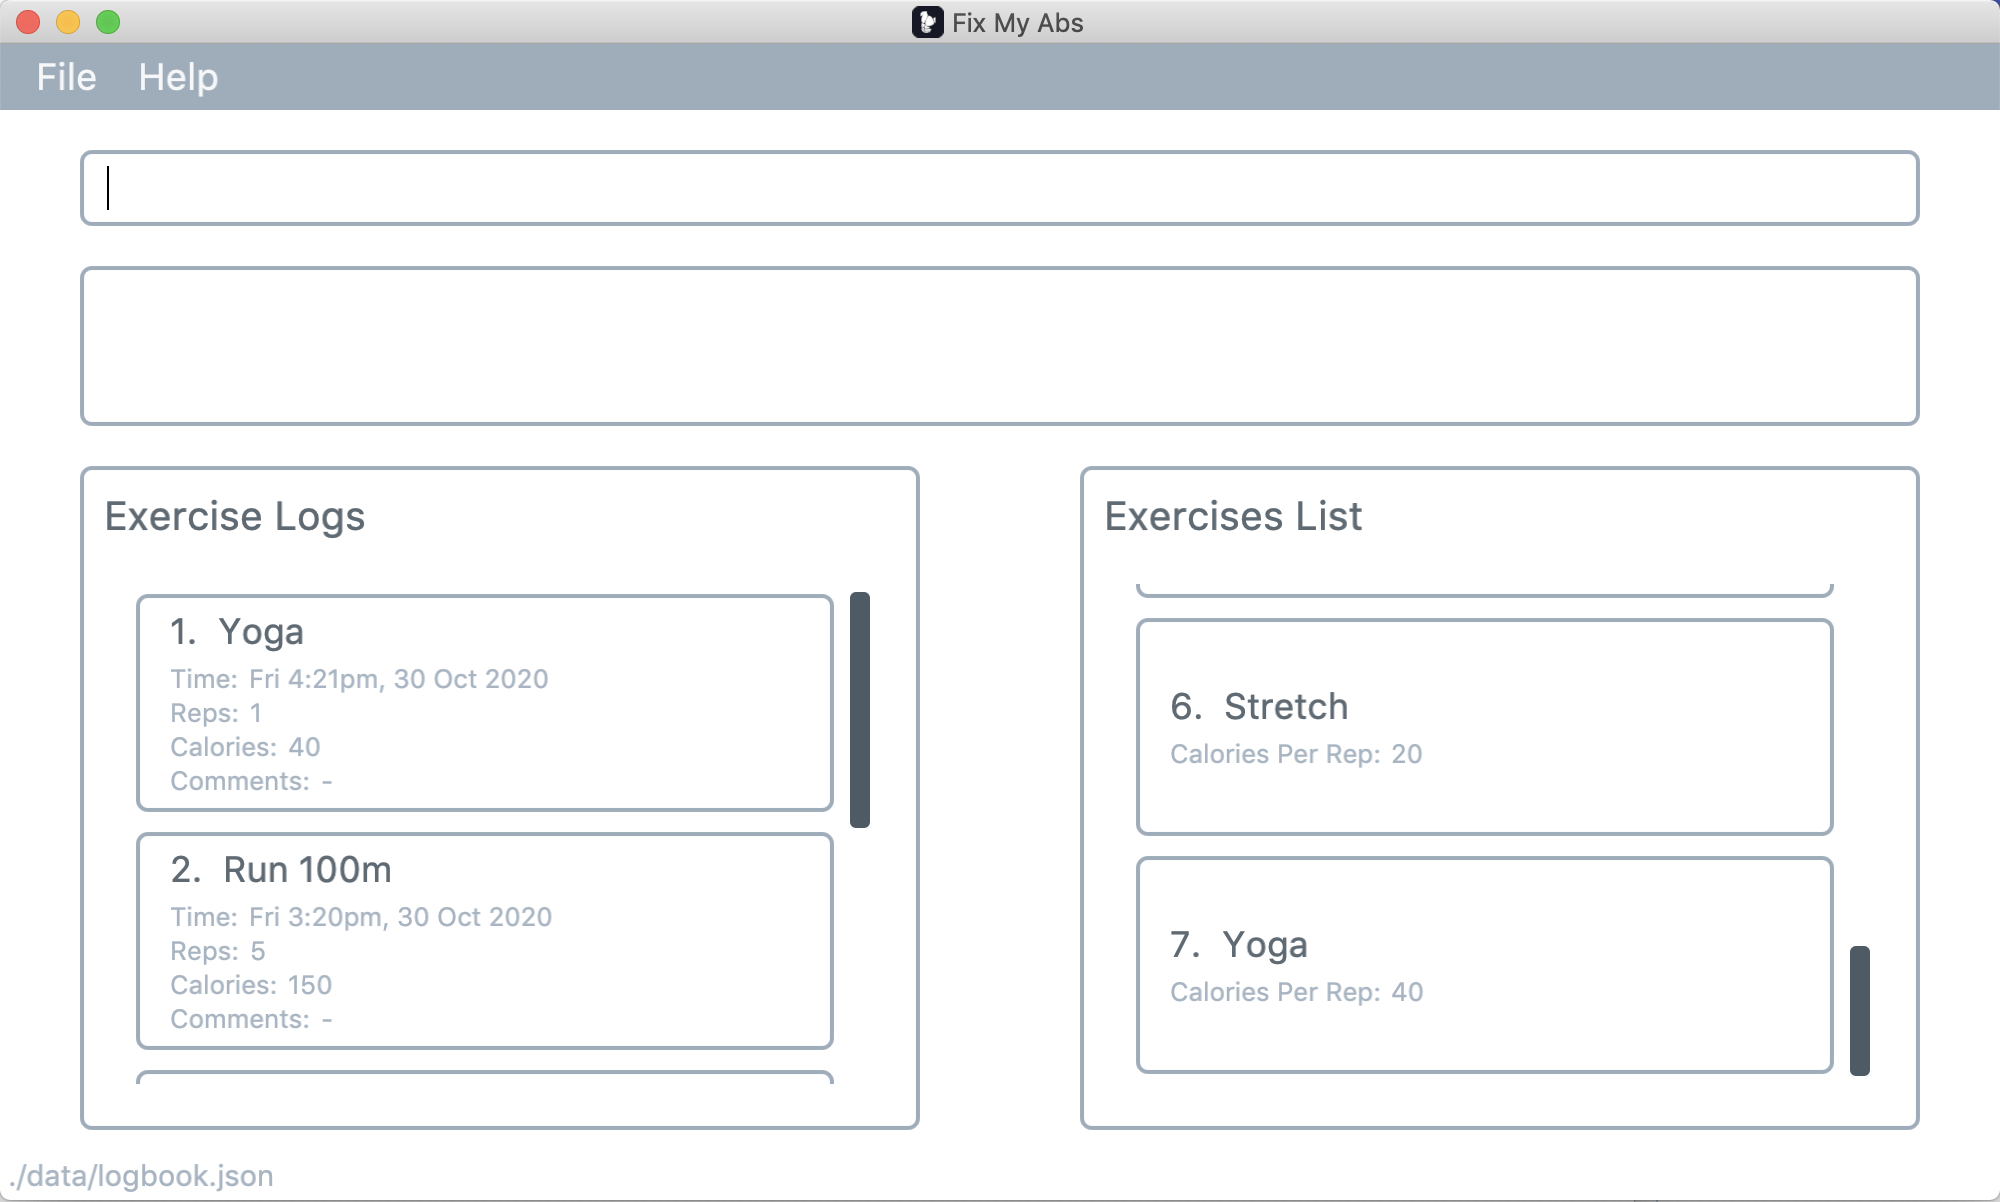 Fix My Abs
File Help
Exercise Logs
1. Yoga
Time: Fri 4:21pm, 30 Oct 2020
Reps: 1
Calories: 40
Comments: -
2. Run 100m
Time: Fri 3:20pm, 30 Oct 2020
Reps: 5
Calories: 150
Comments: -
Exercises List
6. Stretch
Calories Per Rep: 20
7. Yoga
Calories Per Rep: 40
./data/logbook.json